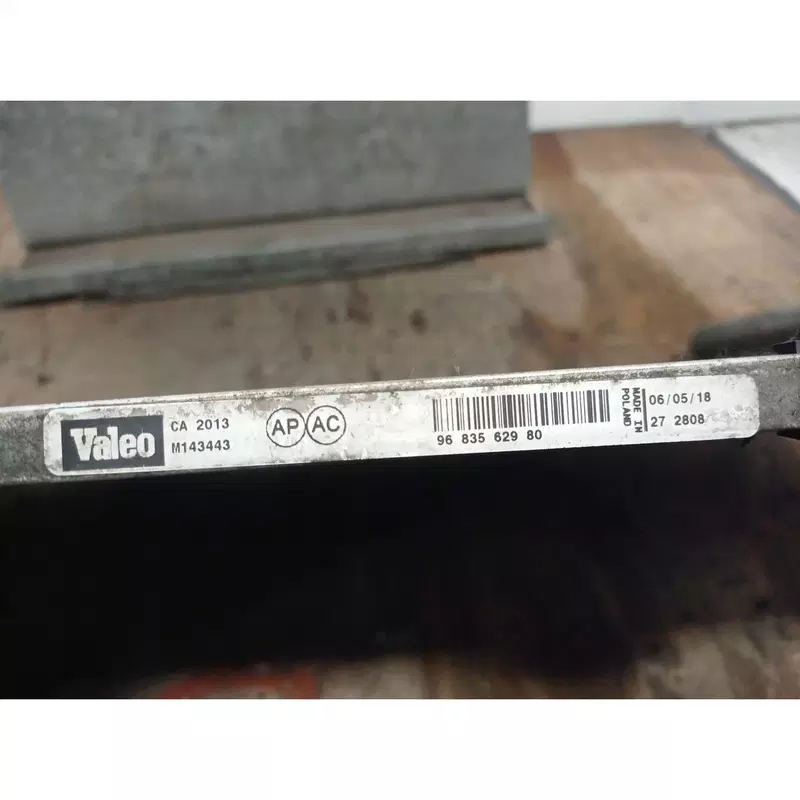 Valeo
CA 2013
M143443
AP AC
96 835 629 80
MADE IN
POLAND
06/05/18
27 2808